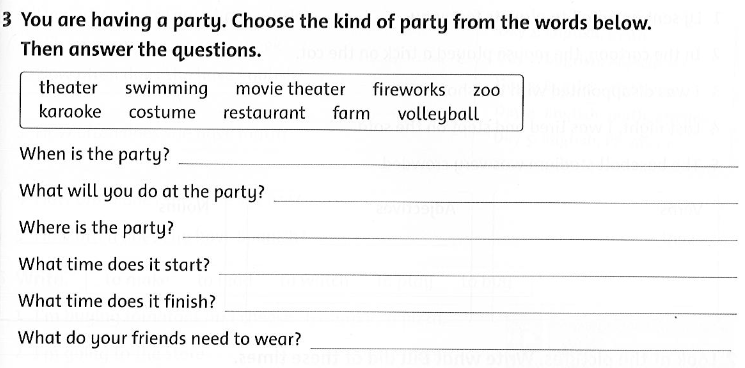 3 You are having a party. Choose the kind of party from the words below.
Then answer the questions.
theater swimming movie theater fireworks zoo
karaoke costume restaurant farm volleyball
When is the party?
What will you do at the party?
Where is the party?
What time does it start?
What time does it finish?
What do your friends need to wear?